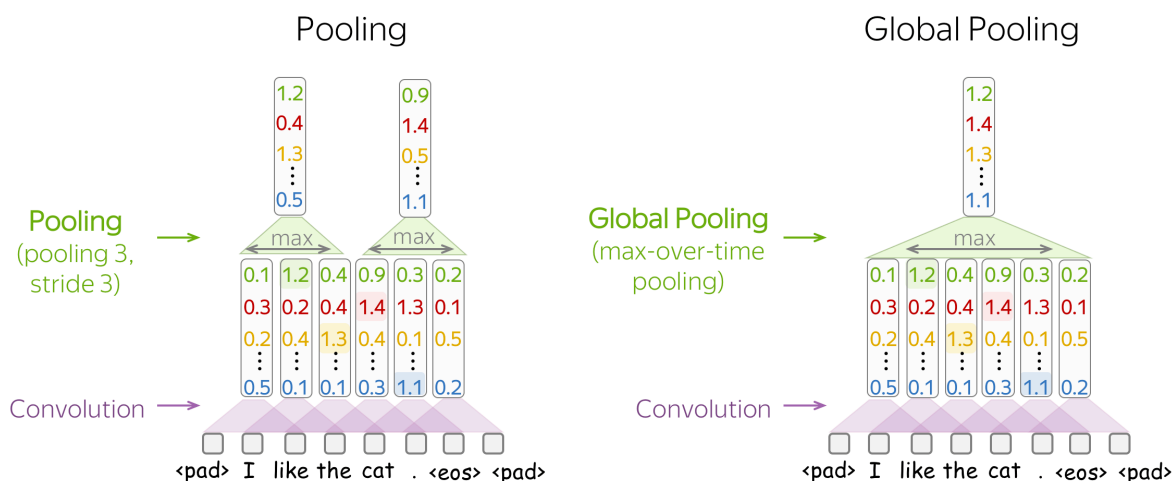 Pooling
1.2 0.9
0.4 1.4
1.3 0.5
0.5 1.1
Pooling
(pooling 3,
stride 3)
max max
0.1 1.2 0.4 0.9 0.3 0.2
0.3 0.2 0.4 1.4 1.3 0.1
0.2 0.4 1.3 0.4 0.1 0.5
0.5 0.1 0.1 0.3 1.1 0.2
Convolution
<pad> I like the cat . <eos> <pad>
Global Pooling
1.2
1.4
1.3
1.1
Global Pooling
(max-over-time
pooling)
max
0.1 1.2 0.4 0.9 0.3 0.2
0.3 0.2 0.4 1.4 1.3 0.1
0.2 0.4 1.3 0.4 0.1 0.5
0.5 0.1 0.1 0.3 1.1 0.2
Convolution
<pad> I like the cat . <eos> <pad>